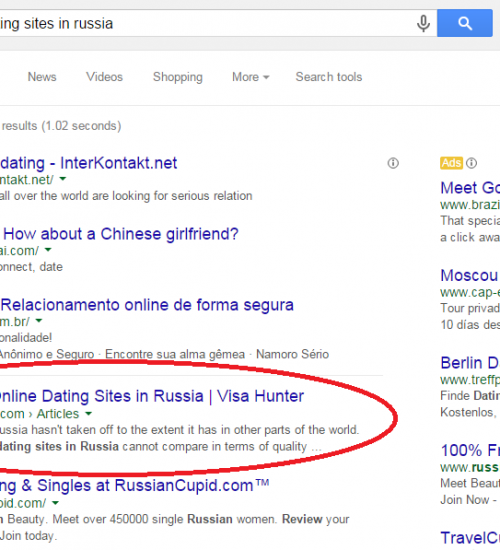 ing sites in russia
News Videos Shopping More Search tools
results (1.02 seconds)
dating - InterKontakt.net
ntakt.net/
all over the world are looking for serious relation
How about a Chinese girlfriend?
ai.com/
onnect, date
Relacionamento online de forma segura
m.br/
onalidade!
Anônimo e Seguro · Encontre sua alma gêmea · Namoro Sério
Online Dating Sites in Russia | Visa Hunter
.com › Articles
ussia hasn't taken off to the extent it has in other parts of the world.
dating sites in Russia cannot compare in terms of quality ...
ng & Singles at RussianCupid.com™
pid.com/
n Beauty. Meet over 450000 single Russian women. Review your
Join today.
Ads
Meet Go
www.brazi
That specia
a click awa
Moscou
www.cap-e
Tour privad
10 días des
Berlin D
www.treffp
Finde Datin
Kostenlos,
100% Fr
www.russ
Meet Beaut
Join Now -
TravelCu